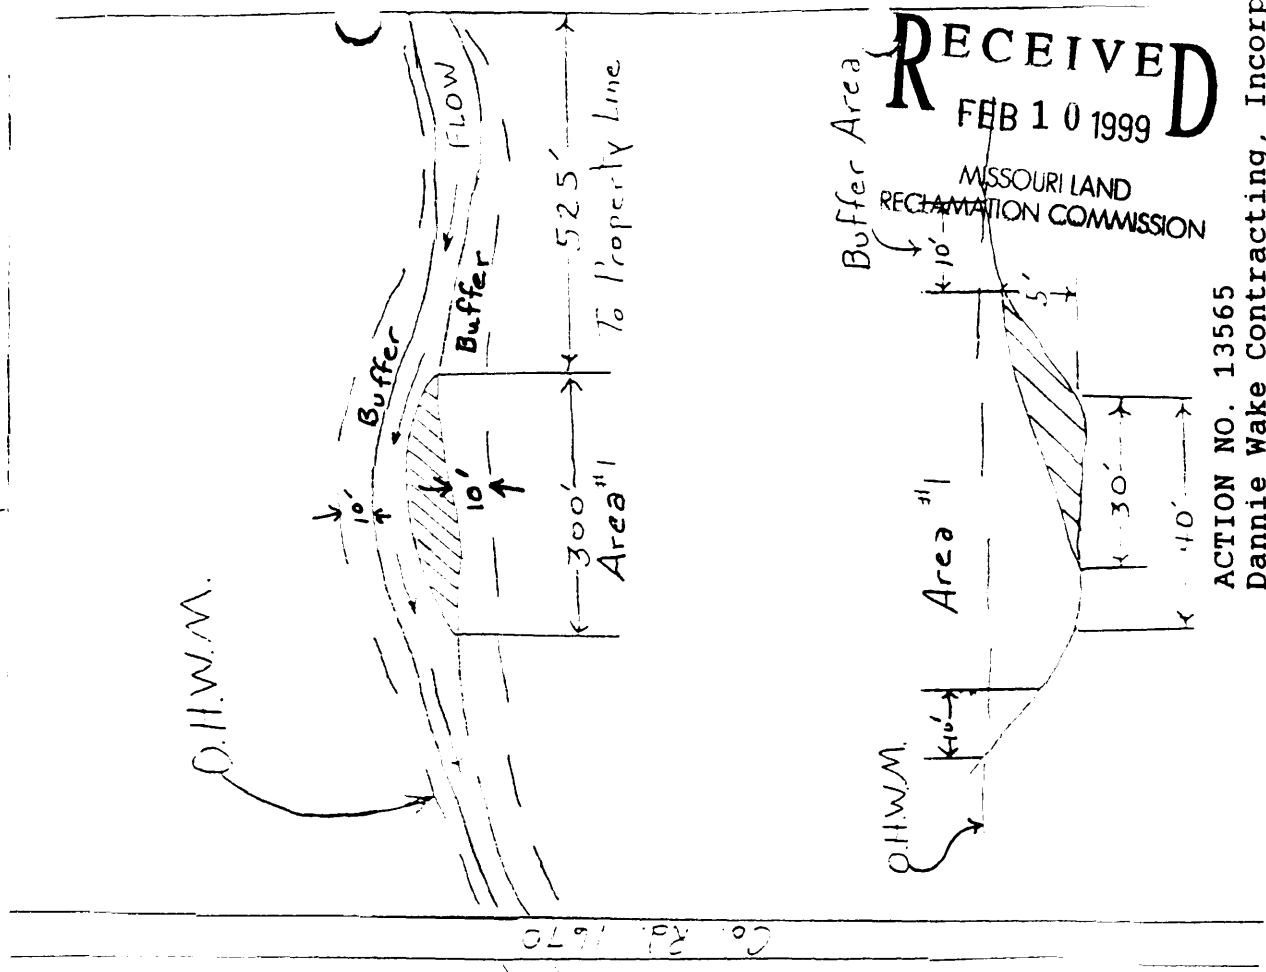 FLOW
Buffer
Buffer
525'
To Property Line
300'
Area #1
10'
10'
O.H.W.M.
Co. Rd. 1670
Buffer Area
RECEIVED
FEB 10 1999
MISSOURI LAND
RECLAMATION COMMISSION
10'
5'
Area #1
30'
40'
10'
O.H.W.M.
ACTION NO. 13565
Dannie Wake Contracting, Incorp